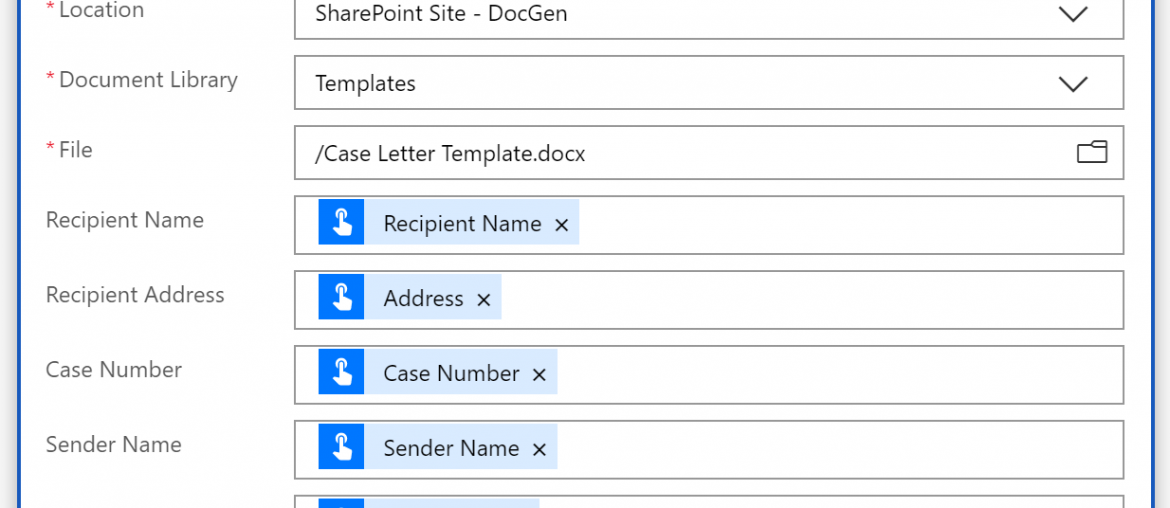 * Location
SharePoint Site - DocGen
* Document Library
Templates
* File
/Case Letter Template.docx
Recipient Name
Recipient Name ×
Recipient Address
Address ×
Case Number
Case Number ×
Sender Name
Sender Name ×